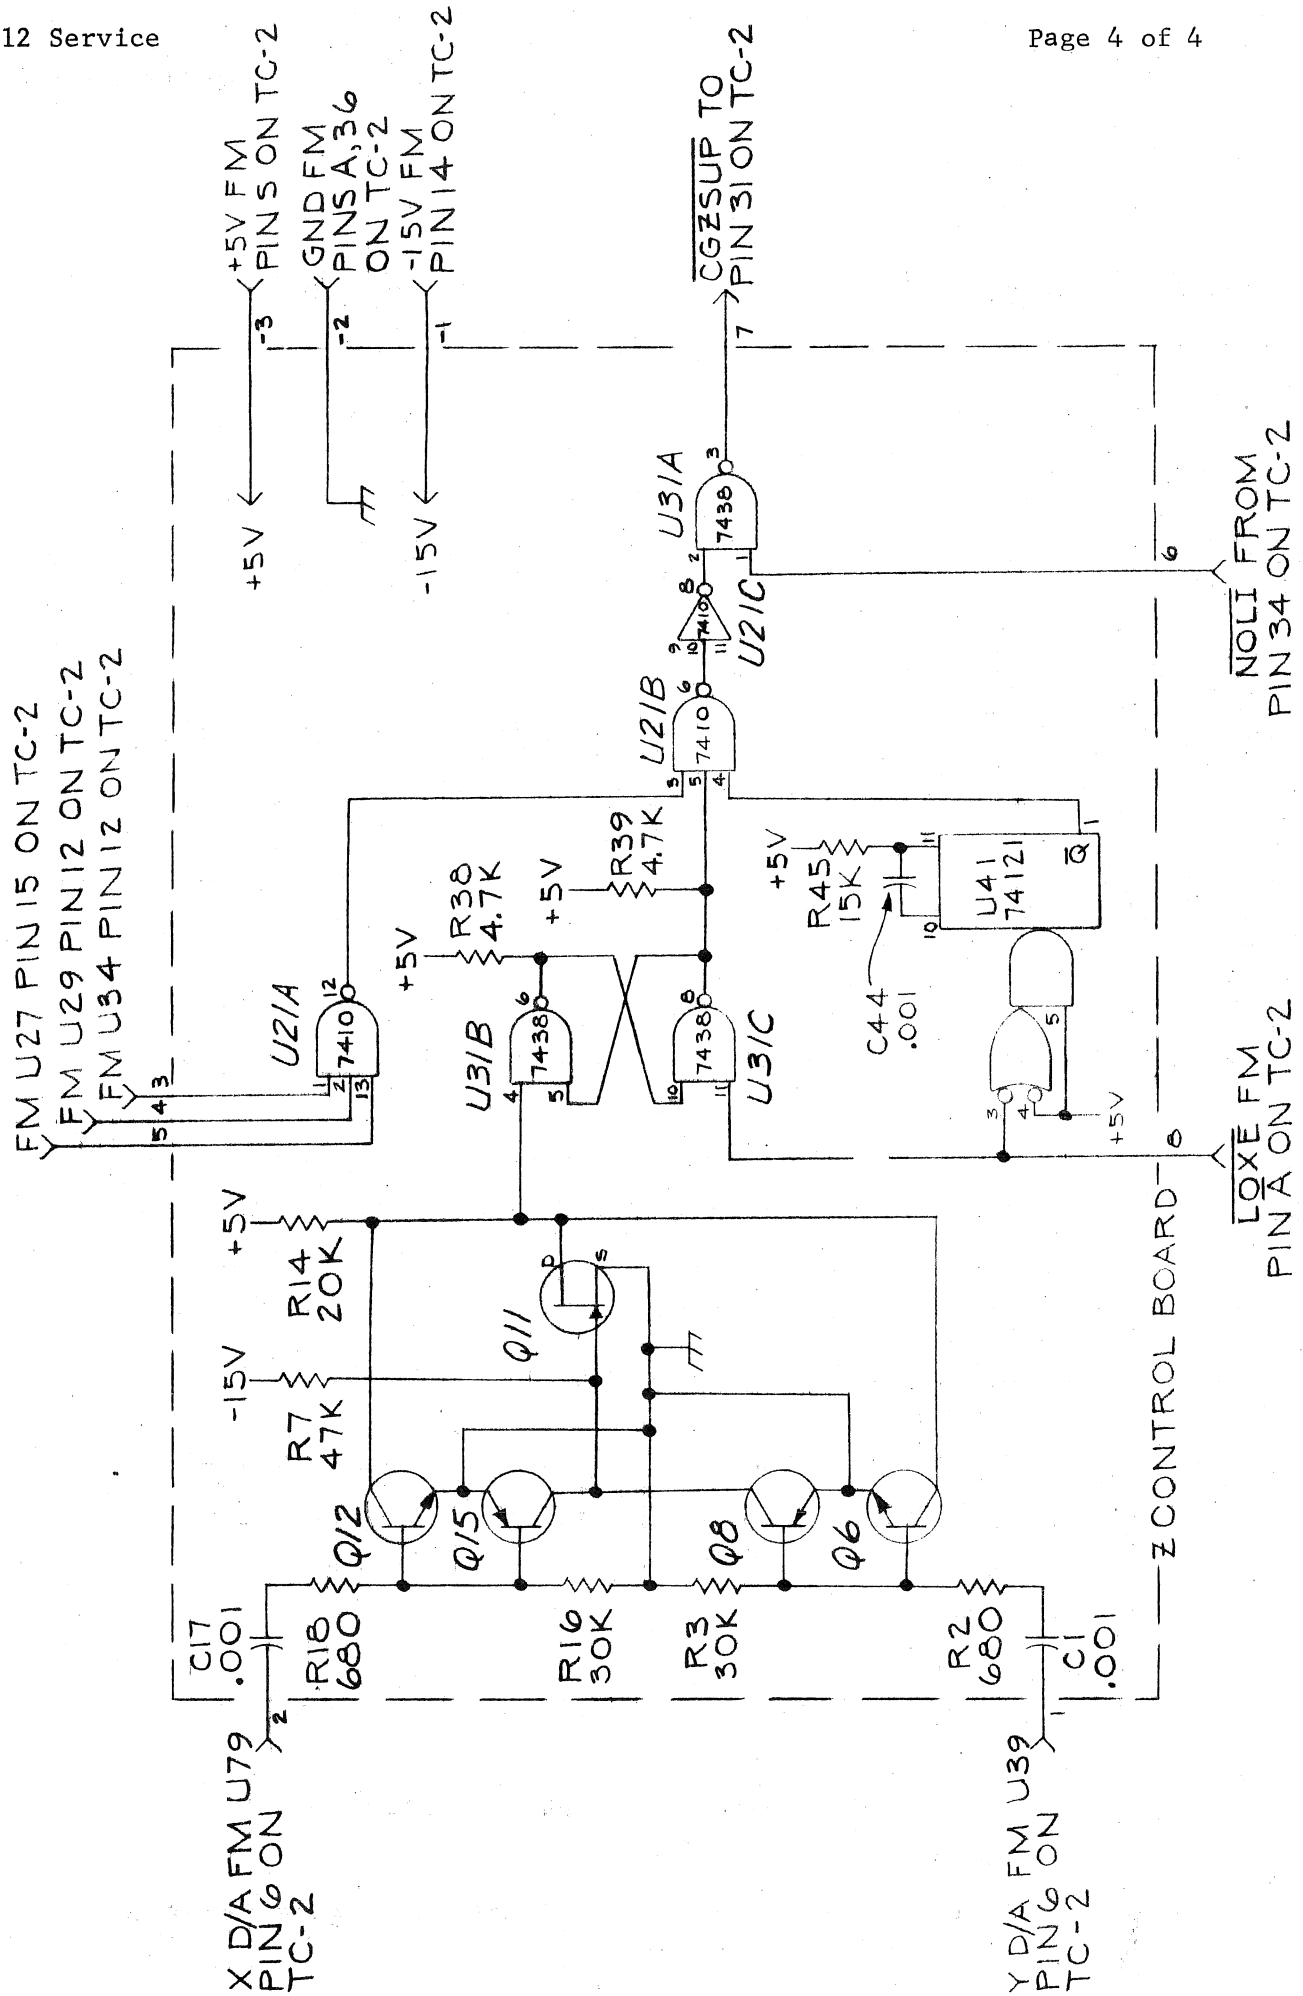 12 Service
Page 4 of 4
+5V FM
PIN 5 ON TC-2
GND FM
PINS A, 36
ON TC-2
-15V FM
PIN 14 ON TC-2
CGZSUP TO
PIN 31 ON TC-2
-3
-2
-1
7
+5V
-15V
FM U27 PIN 15 ON TC-2
FM U29 PIN 12 ON TC-2
FM U34 PIN 12 ON TC-2
5
4
3
U21A
7410
1
2
13
12
U31A
7438
2
1
3
U21C
7410
9
10
11
8
U21B
7410
3
5
4
6
NOLI FROM
PIN 34 ON TC-2
6
+5V
R38
4.7K
+5V
R39
4.7K
U31B
7438
4
5
6
U31C
7438
10
11
8
+5V
R45
15K
C44
.001
U41
74121
Q
10
11
1
3
4
5
+5V
LOXE FM
PIN A ON TC-2
8
+5V
R14
20K
-15V
R7
47K
Q11
D
S
Q12
Q15
Q8
Q6
C17
.001
R18
680
R16
30K
R3
30K
R2
680
C1
.001
Z CONTROL BOARD
X D/A FM U79
PIN 6 ON
TC-2
2
Y D/A FM U39
PIN 6 ON
TC-2
1